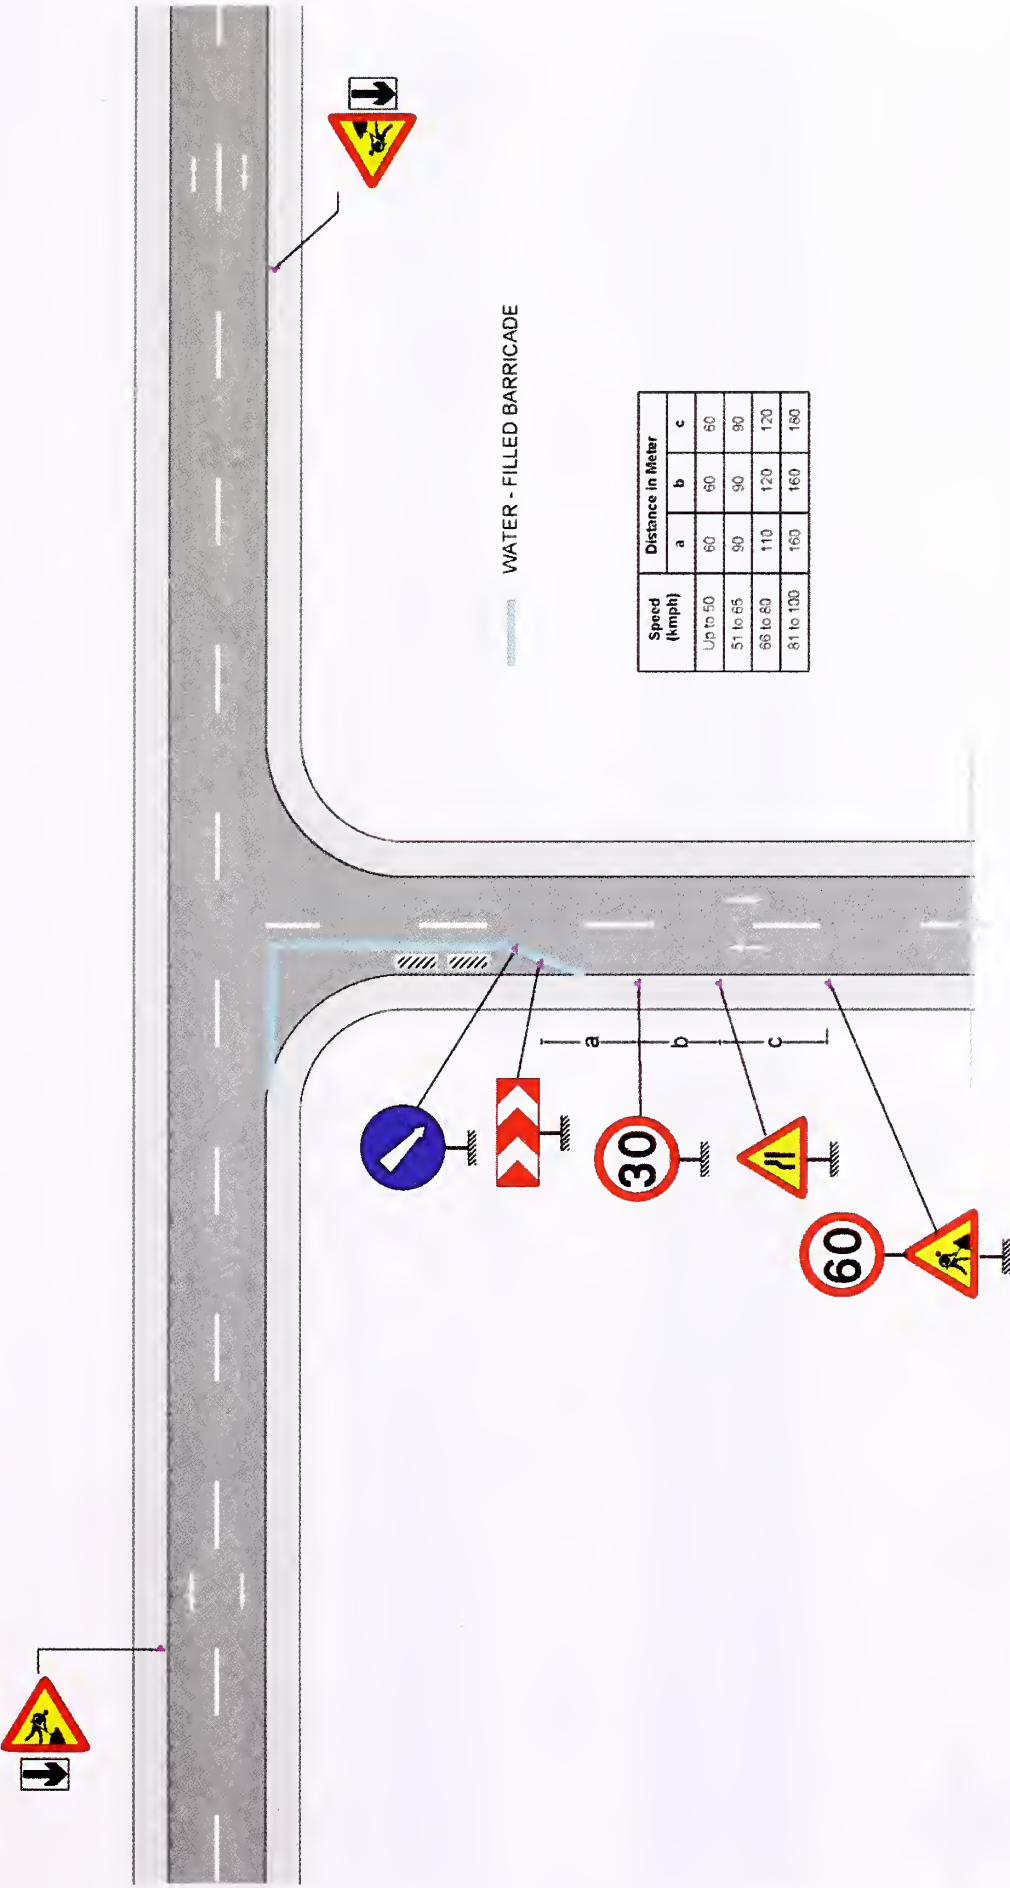 WATER - FILLED BARRICADE
Speed (kmph) Distance in Meter
a b c
Up to 50 60 60 60
51 to 65 90 90 90
66 to 80 110 120 120
81 to 100 160 160 160
a
b
c
30
60